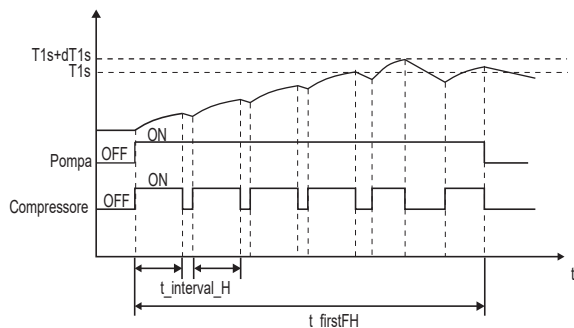 T1s+dT1s
T1s
ON
Pompa
OFF
ON
Compressore
OFF
t
t_interval_H
t_firstFH